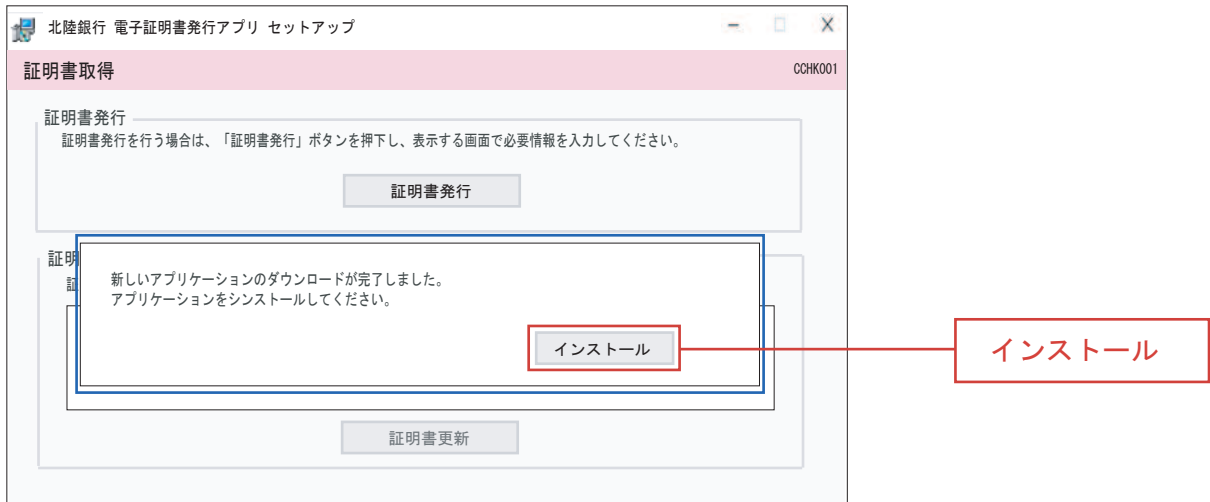 北陸銀行 電子証明書発行アプリ セットアップ
証明書取得
CCHK001
証明書発行
証明書発行を行う場合は、「証明書発行」ボタンを押下し、表示する画面で必要情報を入力してください。
証明書発行
証明
証
新しいアプリケーションのダウンロードが完了しました。
アプリケーションをシンストールしてください。
インストール
インストール
証明書更新